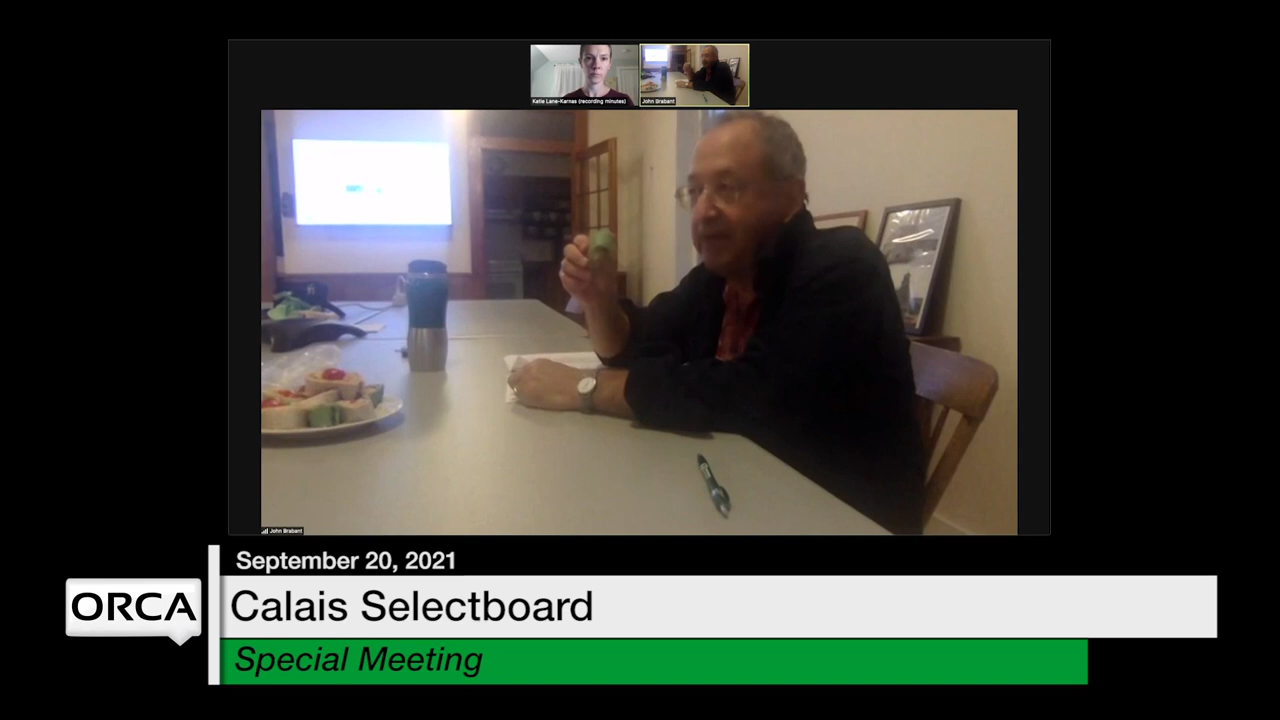 Katie Lane-Karnas (recording minutes)
John Brabant
John Brabant
September 20, 2021
ORCA
Calais Selectboard
Special Meeting